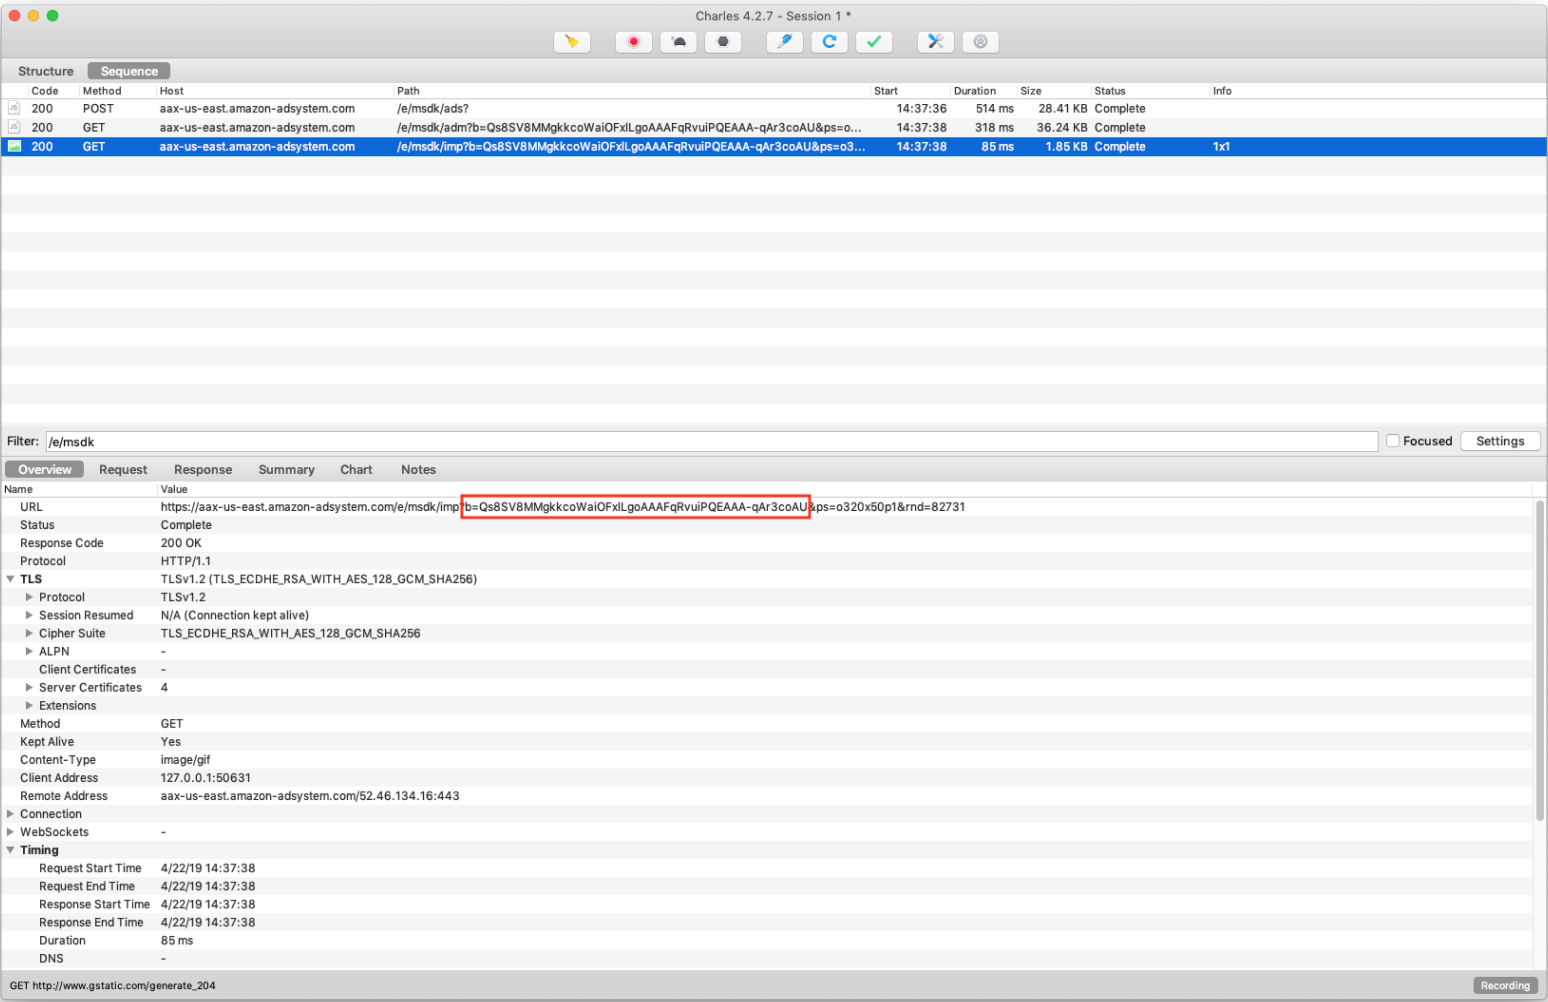 Charles 4.2.7 - Session 1 *
Structure Sequence
Code Method Host Path Start Duration Size Status Info
200 POST aax-us-east.amazon-adsystem.com /e/msdk/ads? 14:37:36 514 ms 28.41 KB Complete
200 GET aax-us-east.amazon-adsystem.com /e/msdk/adm?b=Qs8SV8MMgkkcoWaiOFxlLgoAAAFqRvuiPQEAAA-qAr3coAU&ps=o... 14:37:38 318 ms 36.24 KB Complete
200 GET aax-us-east.amazon-adsystem.com /e/msdk/imp?b=Qs8SV8MMgkkcoWaiOFxlLgoAAAFqRvuiPQEAAA-qAr3coAU&ps=o3... 14:37:38 85 ms 1.85 KB Complete 1x1
Filter: /e/msdk Focused Settings
Overview Request Response Summary Chart Notes
Name Value
URL https://aax-us-east.amazon-adsystem.com/e/msdk/imp?b=Qs8SV8MMgkkcoWaiOFxlLgoAAAFqRvuiPQEAAA-qAr3coAU&ps=o320x50p1&rnd=82731
Status Complete
Response Code 200 OK
Protocol HTTP/1.1
TLS TLSv1.2 (TLS_ECDHE_RSA_WITH_AES_128_GCM_SHA256)
Protocol TLSv1.2
Session Resumed N/A (Connection kept alive)
Cipher Suite TLS_ECDHE_RSA_WITH_AES_128_GCM_SHA256
ALPN -
Client Certificates -
Server Certificates 4
Extensions
Method GET
Kept Alive Yes
Content-Type image/gif
Client Address 127.0.0.1:50631
Remote Address aax-us-east.amazon-adsystem.com/52.46.134.16:443
Connection
WebSockets -
Timing
Request Start Time 4/22/19 14:37:38
Request End Time 4/22/19 14:37:38
Response Start Time 4/22/19 14:37:38
Response End Time 4/22/19 14:37:38
Duration 85 ms
DNS -
GET http://www.gstatic.com/generate_204 Recording